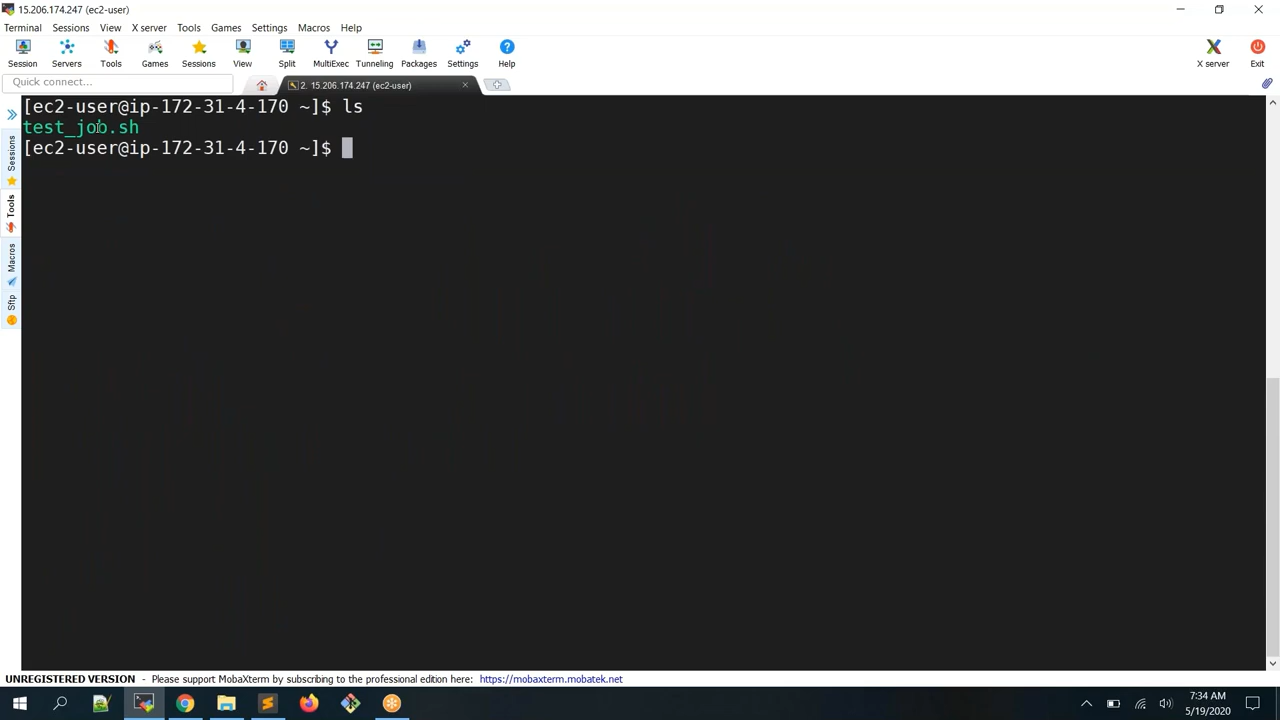 15.206.174.247 (ec2-user)
Terminal Sessions View X server Tools Games Settings Macros Help
Session Servers Tools Games Sessions View Split MultiExec Tunneling Packages Settings Help X server Exit
Quick connect...
2. 15.206.174.247 (ec2-user)
[ec2-user@ip-172-31-4-170 ~]$ ls
test_job.sh
[ec2-user@ip-172-31-4-170 ~]$
Sessions
Tools
Macros
Sftp
UNREGISTERED VERSION - Please support MobaXterm by subscribing to the professional edition here: https://mobaxterm.mobatek.net
7:34 AM
5/19/2020